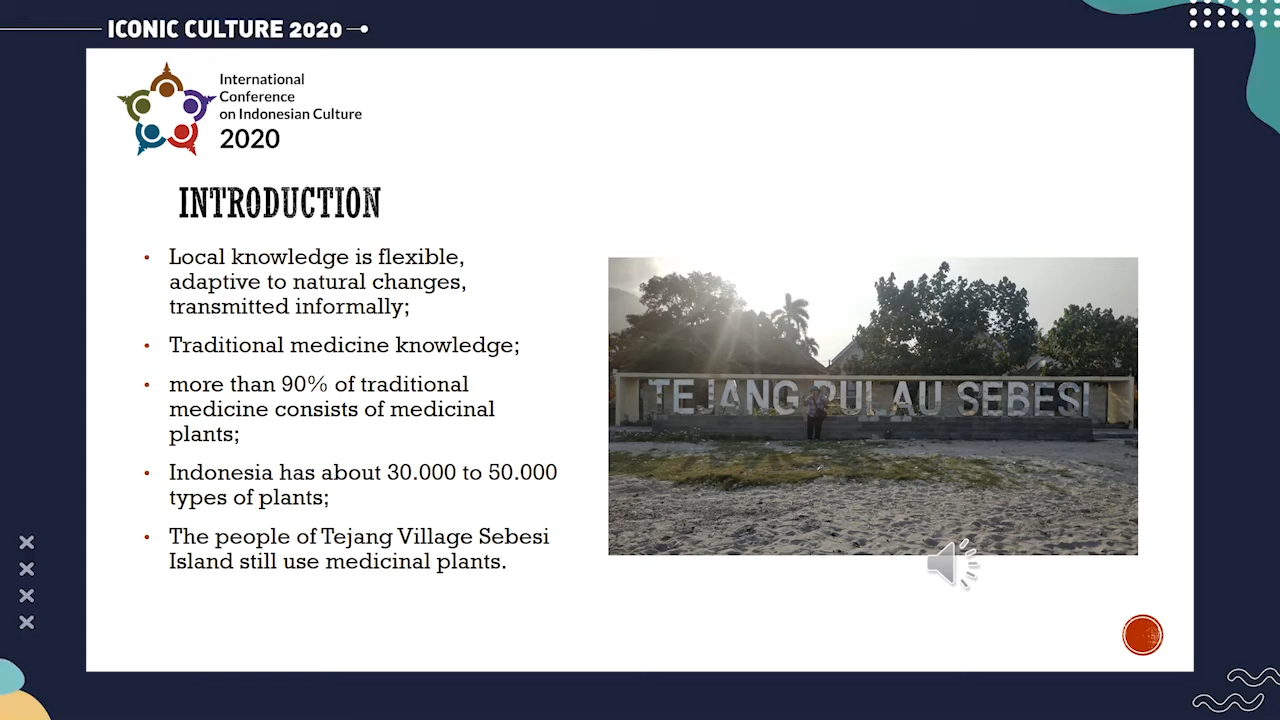 ICONIC CULTURE 2020
International
Conference
on Indonesian Culture
2020
INTRODUCTION
• Local knowledge is flexible,
adaptive to natural changes,
transmitted informally;
• Traditional medicine knowledge;
• more than 90% of traditional
medicine consists of medicinal
plants;
• Indonesia has about 30.000 to 50.000
types of plants;
• The people of Tejang Village Sebesi
Island still use medicinal plants.
TEJANG PULAU SEBESI